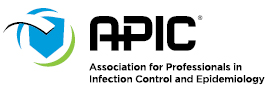 APIC®
Association for Professionals in
Infection Control and Epidemiology